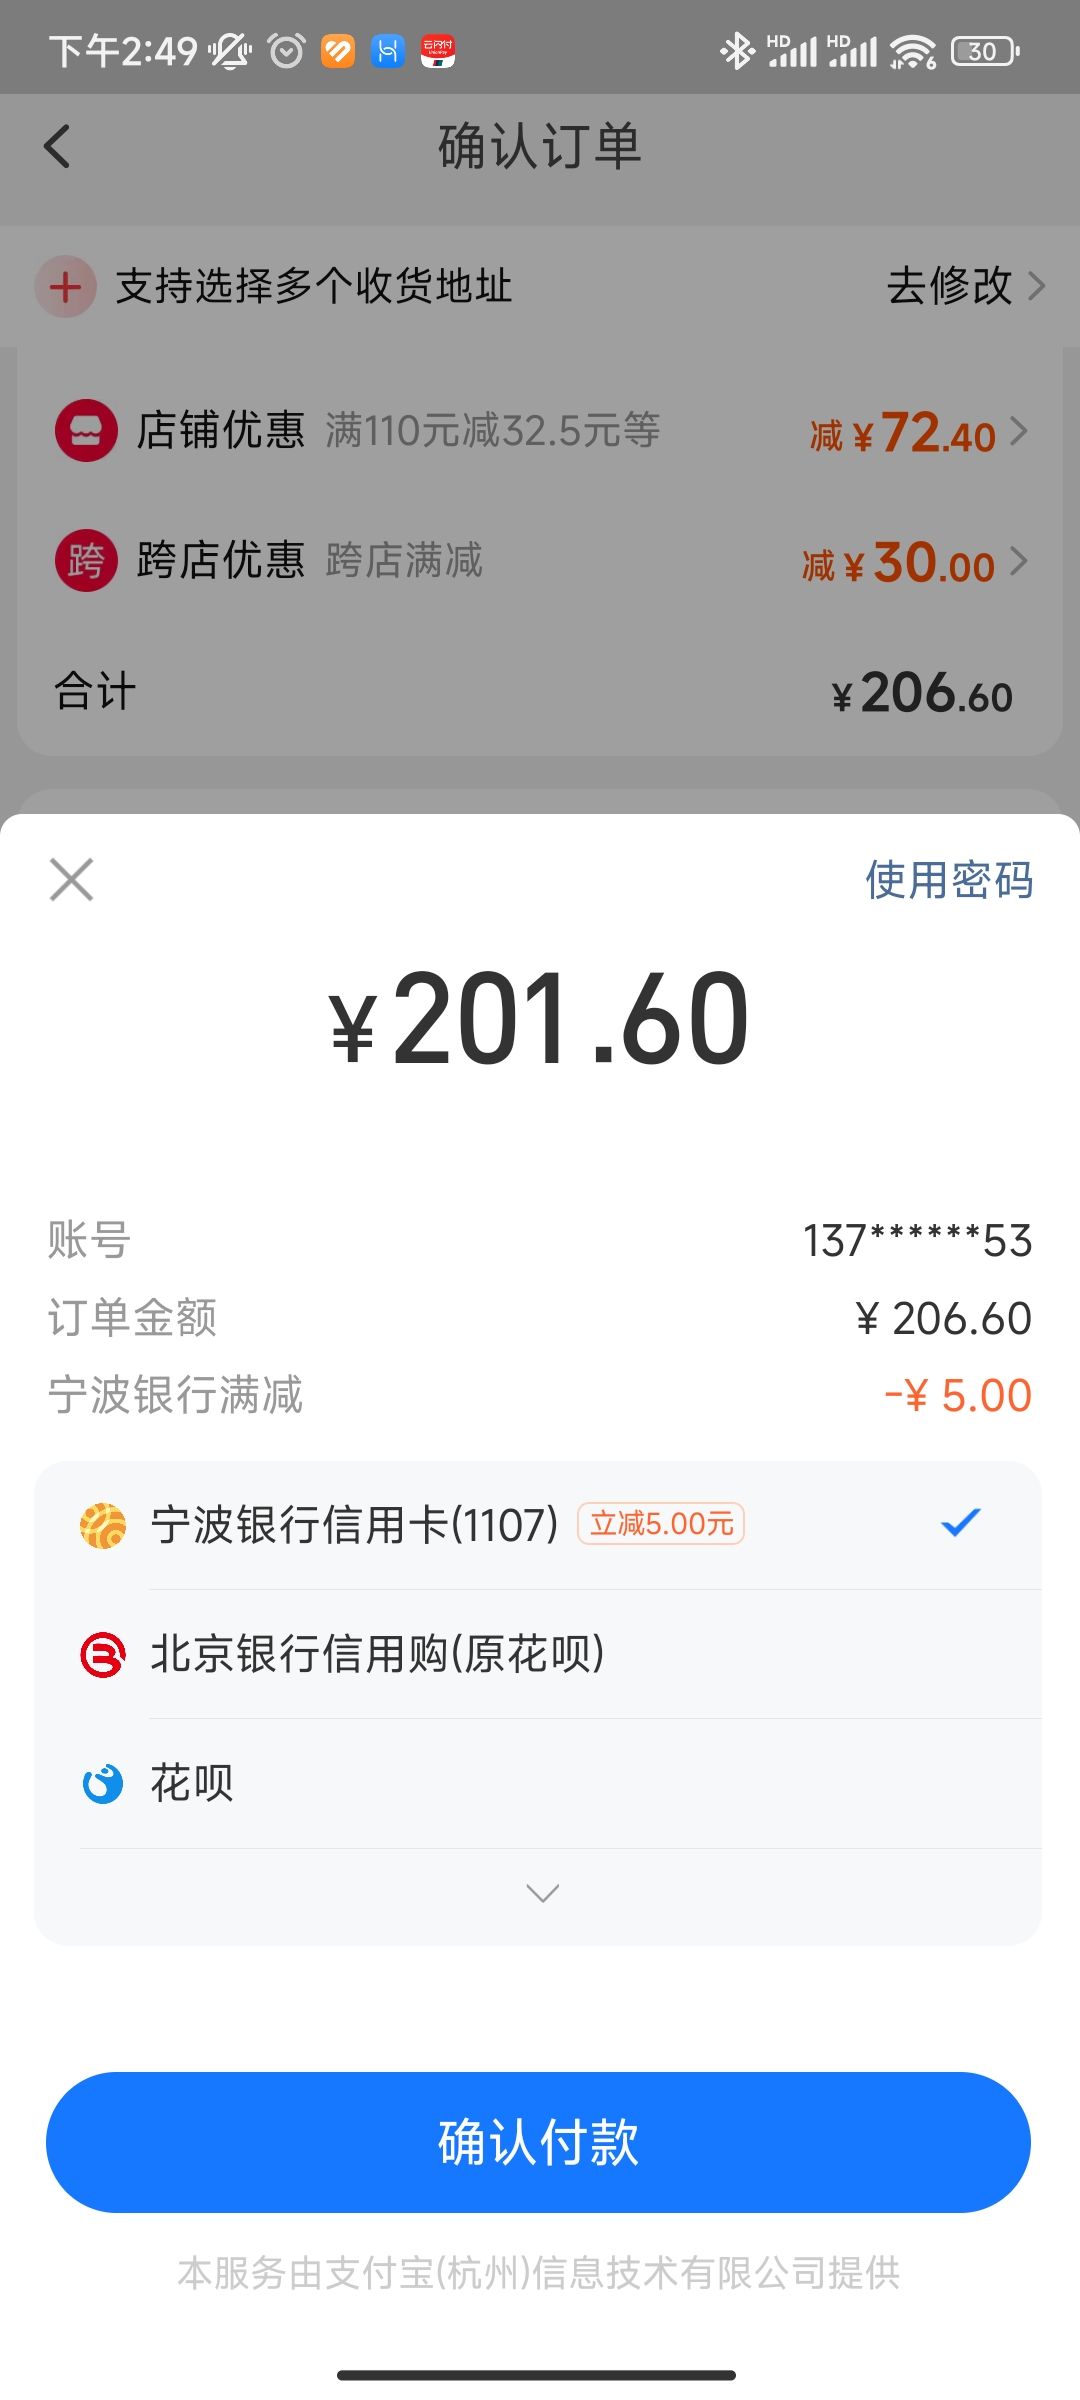 下午2:49
HD HD 6 30
确认订单
支持选择多个收货地址 去修改
店铺优惠 满110元减32.5元等 减¥72.40
跨 跨店优惠 跨店满减 减¥30.00
合计 ¥206.60
使用密码
¥201.60
账号 137******53
订单金额 ¥ 206.60
宁波银行满减 -¥ 5.00
宁波银行信用卡(1107) 立减5.00元
北京银行信用购(原花呗)
花呗
确认付款
本服务由支付宝(杭州)信息技术有限公司提供